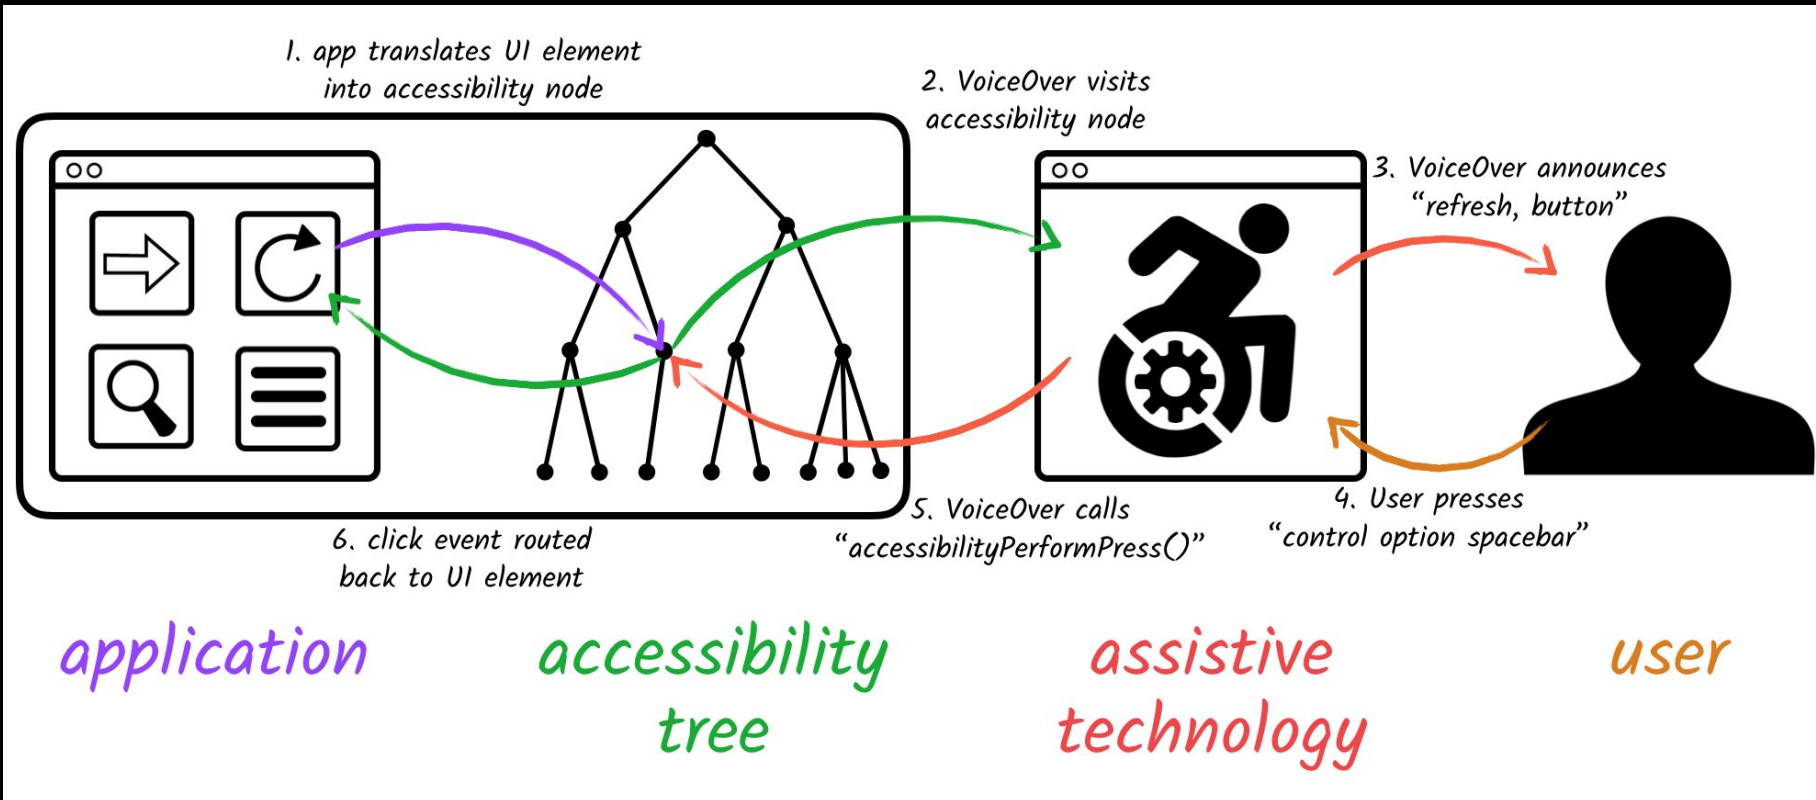 1. app translates UI element
into accessibility node
2. VoiceOver visits
accessibility node
3. VoiceOver announces
“refresh, button”
4. User presses
“control option spacebar”
5. VoiceOver calls
“accessibilityPerformPress()”
6. click event routed
back to UI element
application
accessibility
tree
assistive
technology
user